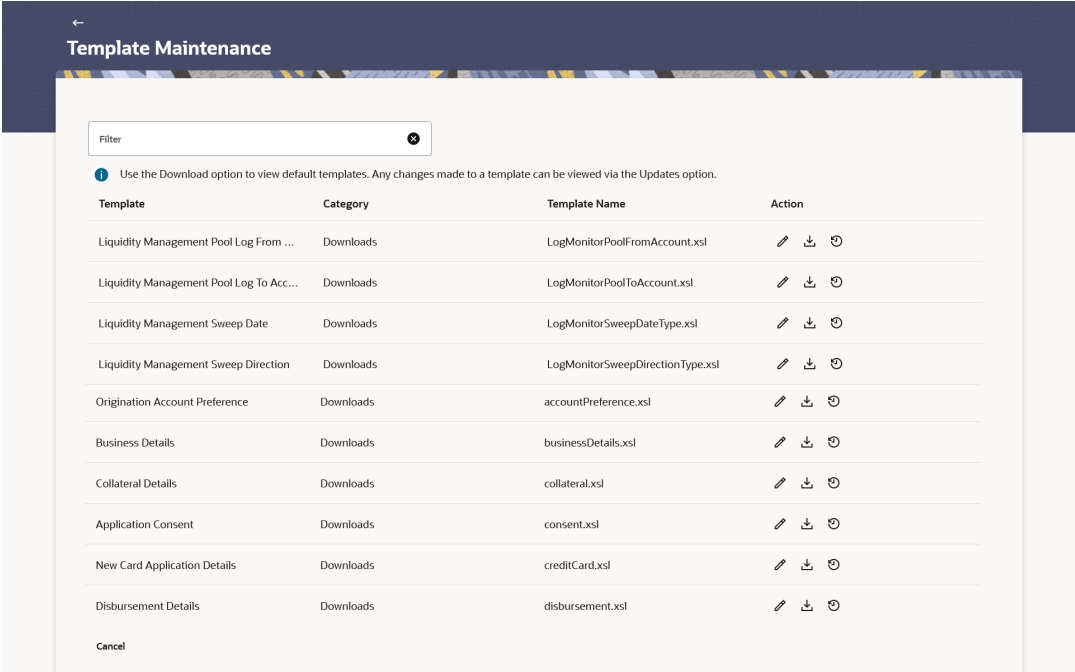 Template Maintenance
Filter
Use the Download option to view default templates. Any changes made to a template can be viewed via the Updates option.
Template Category Template Name Action
Liquidity Management Pool Log From ... Downloads LogMonitorPoolFromAccount.xsl
Liquidity Management Pool Log To Acc... Downloads LogMonitorPoolToAccount.xsl
Liquidity Management Sweep Date Downloads LogMonitorSweepDateType.xsl
Liquidity Management Sweep Direction Downloads LogMonitorSweepDirectionType.xsl
Origination Account Preference Downloads accountPreference.xsl
Business Details Downloads businessDetails.xsl
Collateral Details Downloads collateral.xsl
Application Consent Downloads consent.xsl
New Card Application Details Downloads creditCard.xsl
Disbursement Details Downloads disbursement.xsl
Cancel